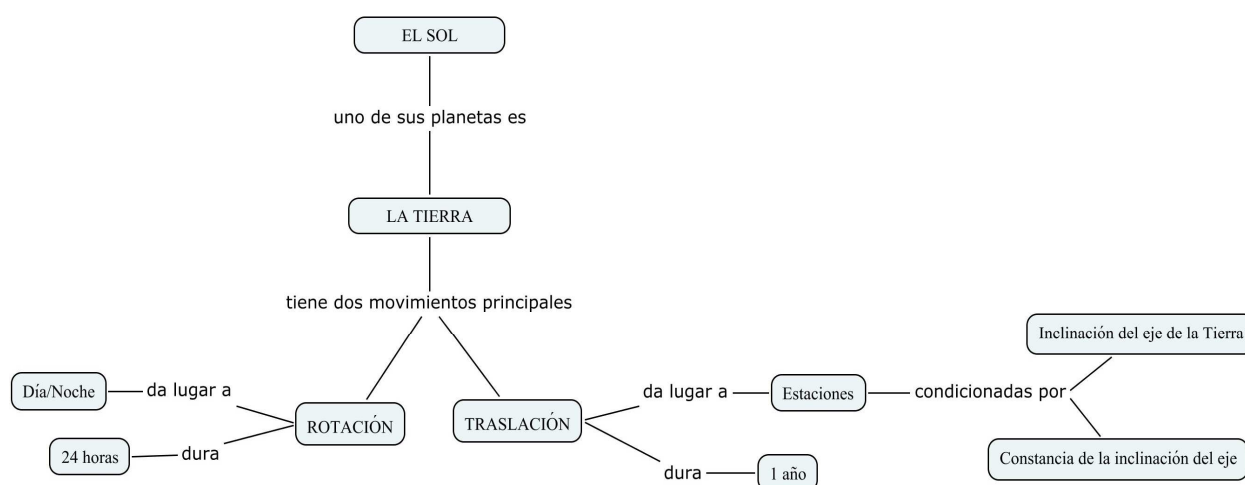 EL SOL
uno de sus planetas es
LA TIERRA
tiene dos movimientos principales
Inclinación del eje de la Tierra
Día/Noche
da lugar a
da lugar a
Estaciones
condicionadas por
ROTACIÓN
TRASLACIÓN
24 horas
dura
dura
1 año
Constancia de la inclinación del eje